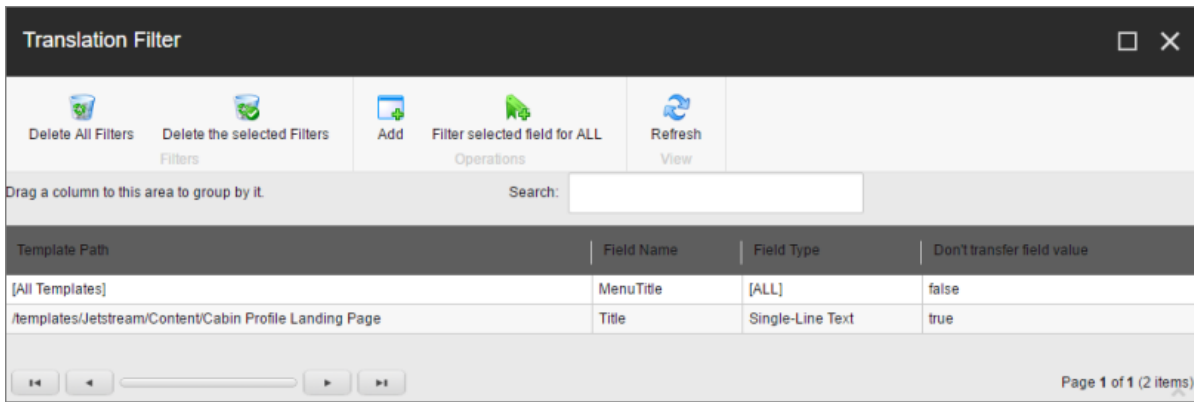 Translation Filter
Delete All Filters Delete the selected Filters Add Filter selected field for ALL Refresh
Filters Operations View
Drag a column to this area to group by it. Search:
Template Path Field Name Field Type Don't transfer field value
[All Templates] MenuTitle [ALL] false
/templates/Jetstream/Content/Cabin Profile Landing Page Title Single-Line Text true
Page 1 of 1 (2 items)